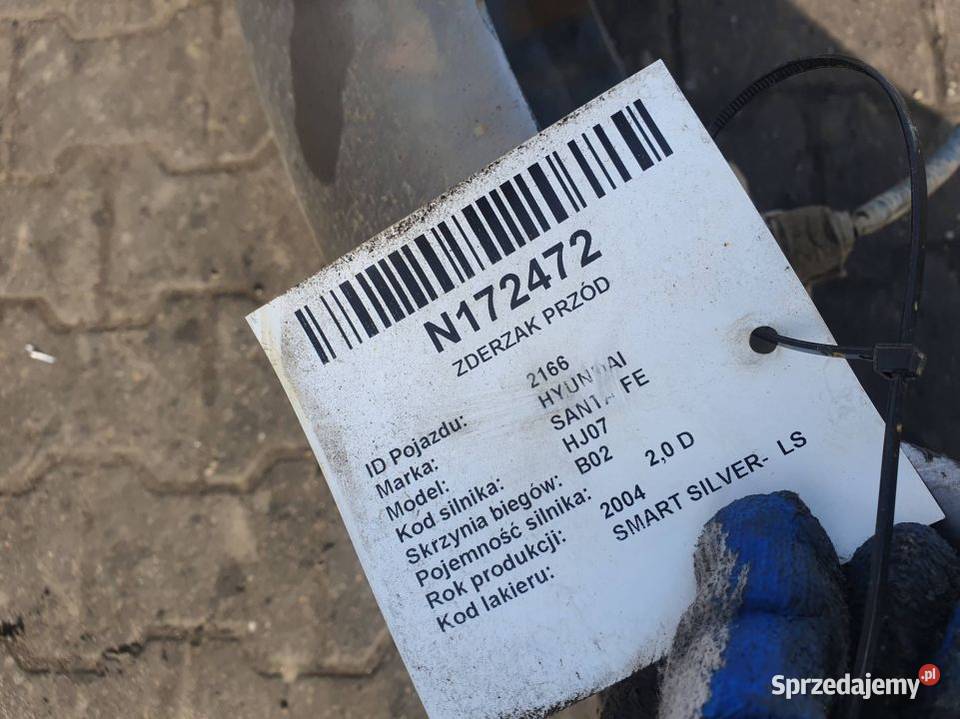 N172472
ZDERZAK PRZÓD
ID Pojazdu: 2166
Marka: HYUNDAI
Model: SANTA FE
Kod silnika: HJ07
Skrzynia biegów: B02
Pojemność silnika: 2,0 D
Rok produkcji: 2004
Kod lakieru: SMART SILVER- LS
Sprzedajemy.pl